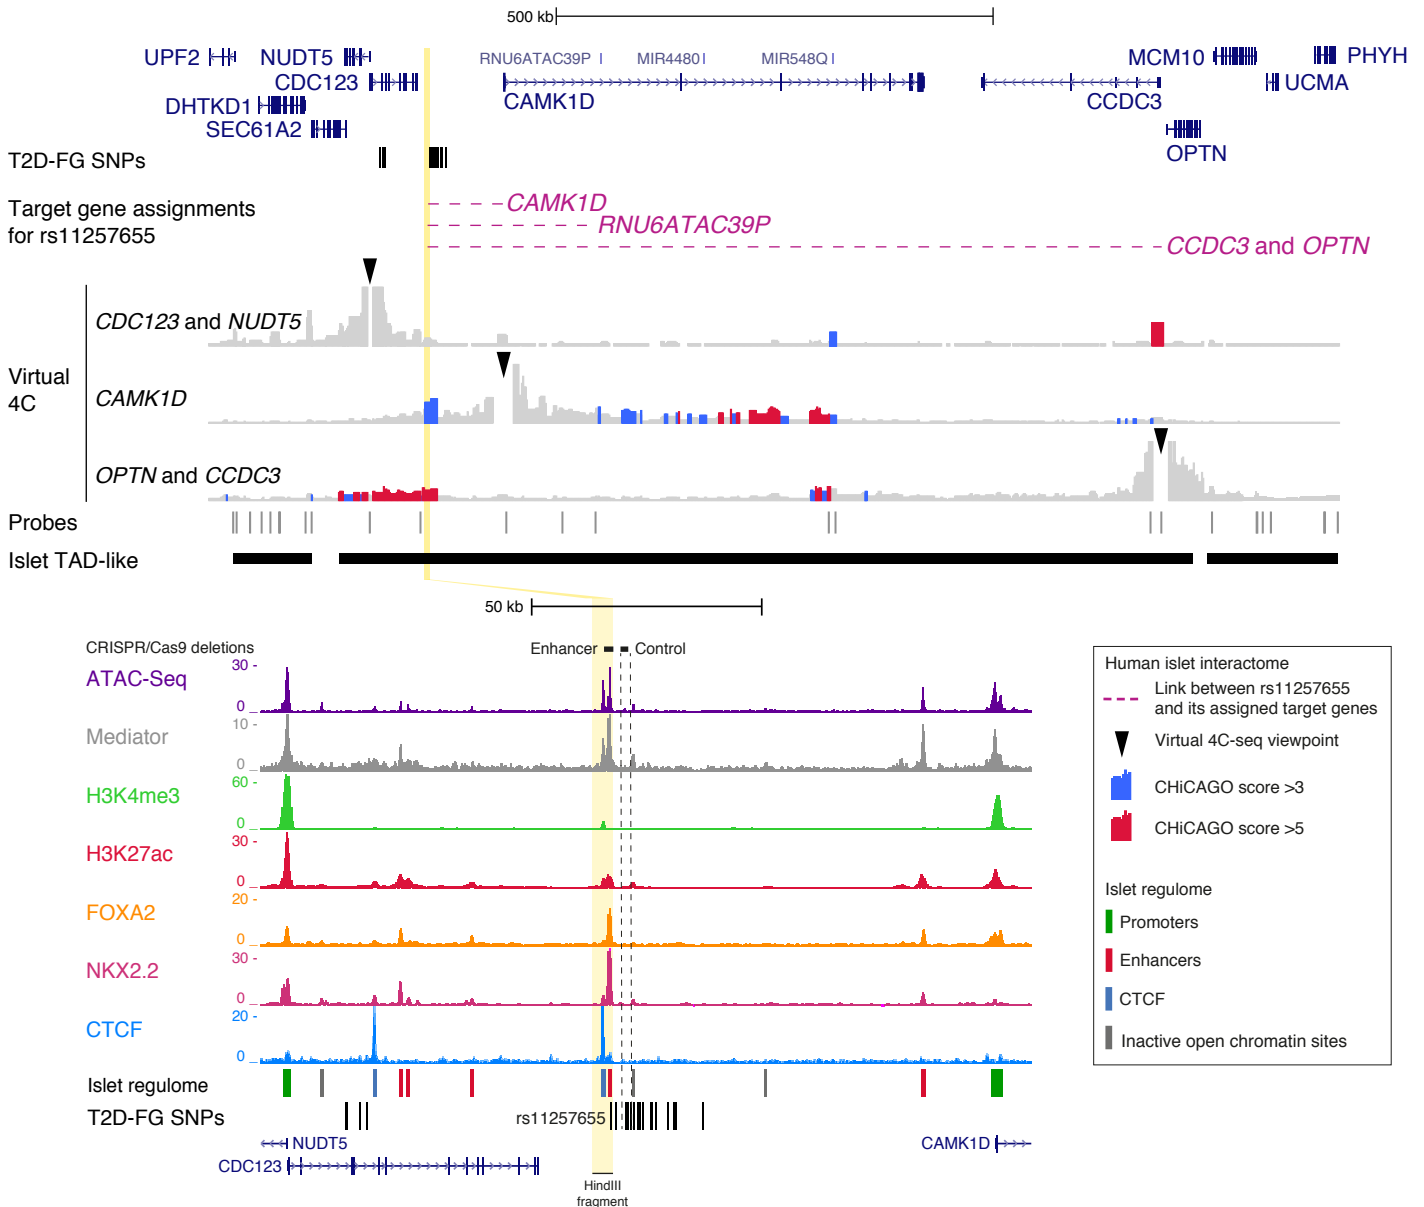 500 kb
UPF2
NUDT5
RNU6ATAC39P
MIR4480
MIR548Q
MCM10
PHYH
CDC123
CAMK1D
CCDC3
UCMA
DHTKD1
SEC61A2
OPTN
T2D-FG SNPs
Target gene assignments
for rs11257655
CAMK1D
RNU6ATAC39P
CCDC3 and OPTN
Virtual
4C
CDC123 and NUDT5
CAMK1D
OPTN and CCDC3
Probes
Islet TAD-like
50 kb
CRISPR/Cas9 deletions
Enhancer
Control
ATAC-Seq
30 -
0 _
Mediator
10 -
0 _
H3K4me3
60 -
0 _
H3K27ac
30 -
0 _
FOXA2
20 -
0 _
NKX2.2
30 -
0 _
CTCF
20 -
0 _
Islet regulome
T2D-FG SNPs
rs11257655
NUDT5
CAMK1D
CDC123
HindIII
fragment
Human islet interactome
Link between rs11257655
and its assigned target genes
Virtual 4C-seq viewpoint
CHiCAGO score >3
CHiCAGO score >5
Islet regulome
Promoters
Enhancers
CTCF
Inactive open chromatin sites